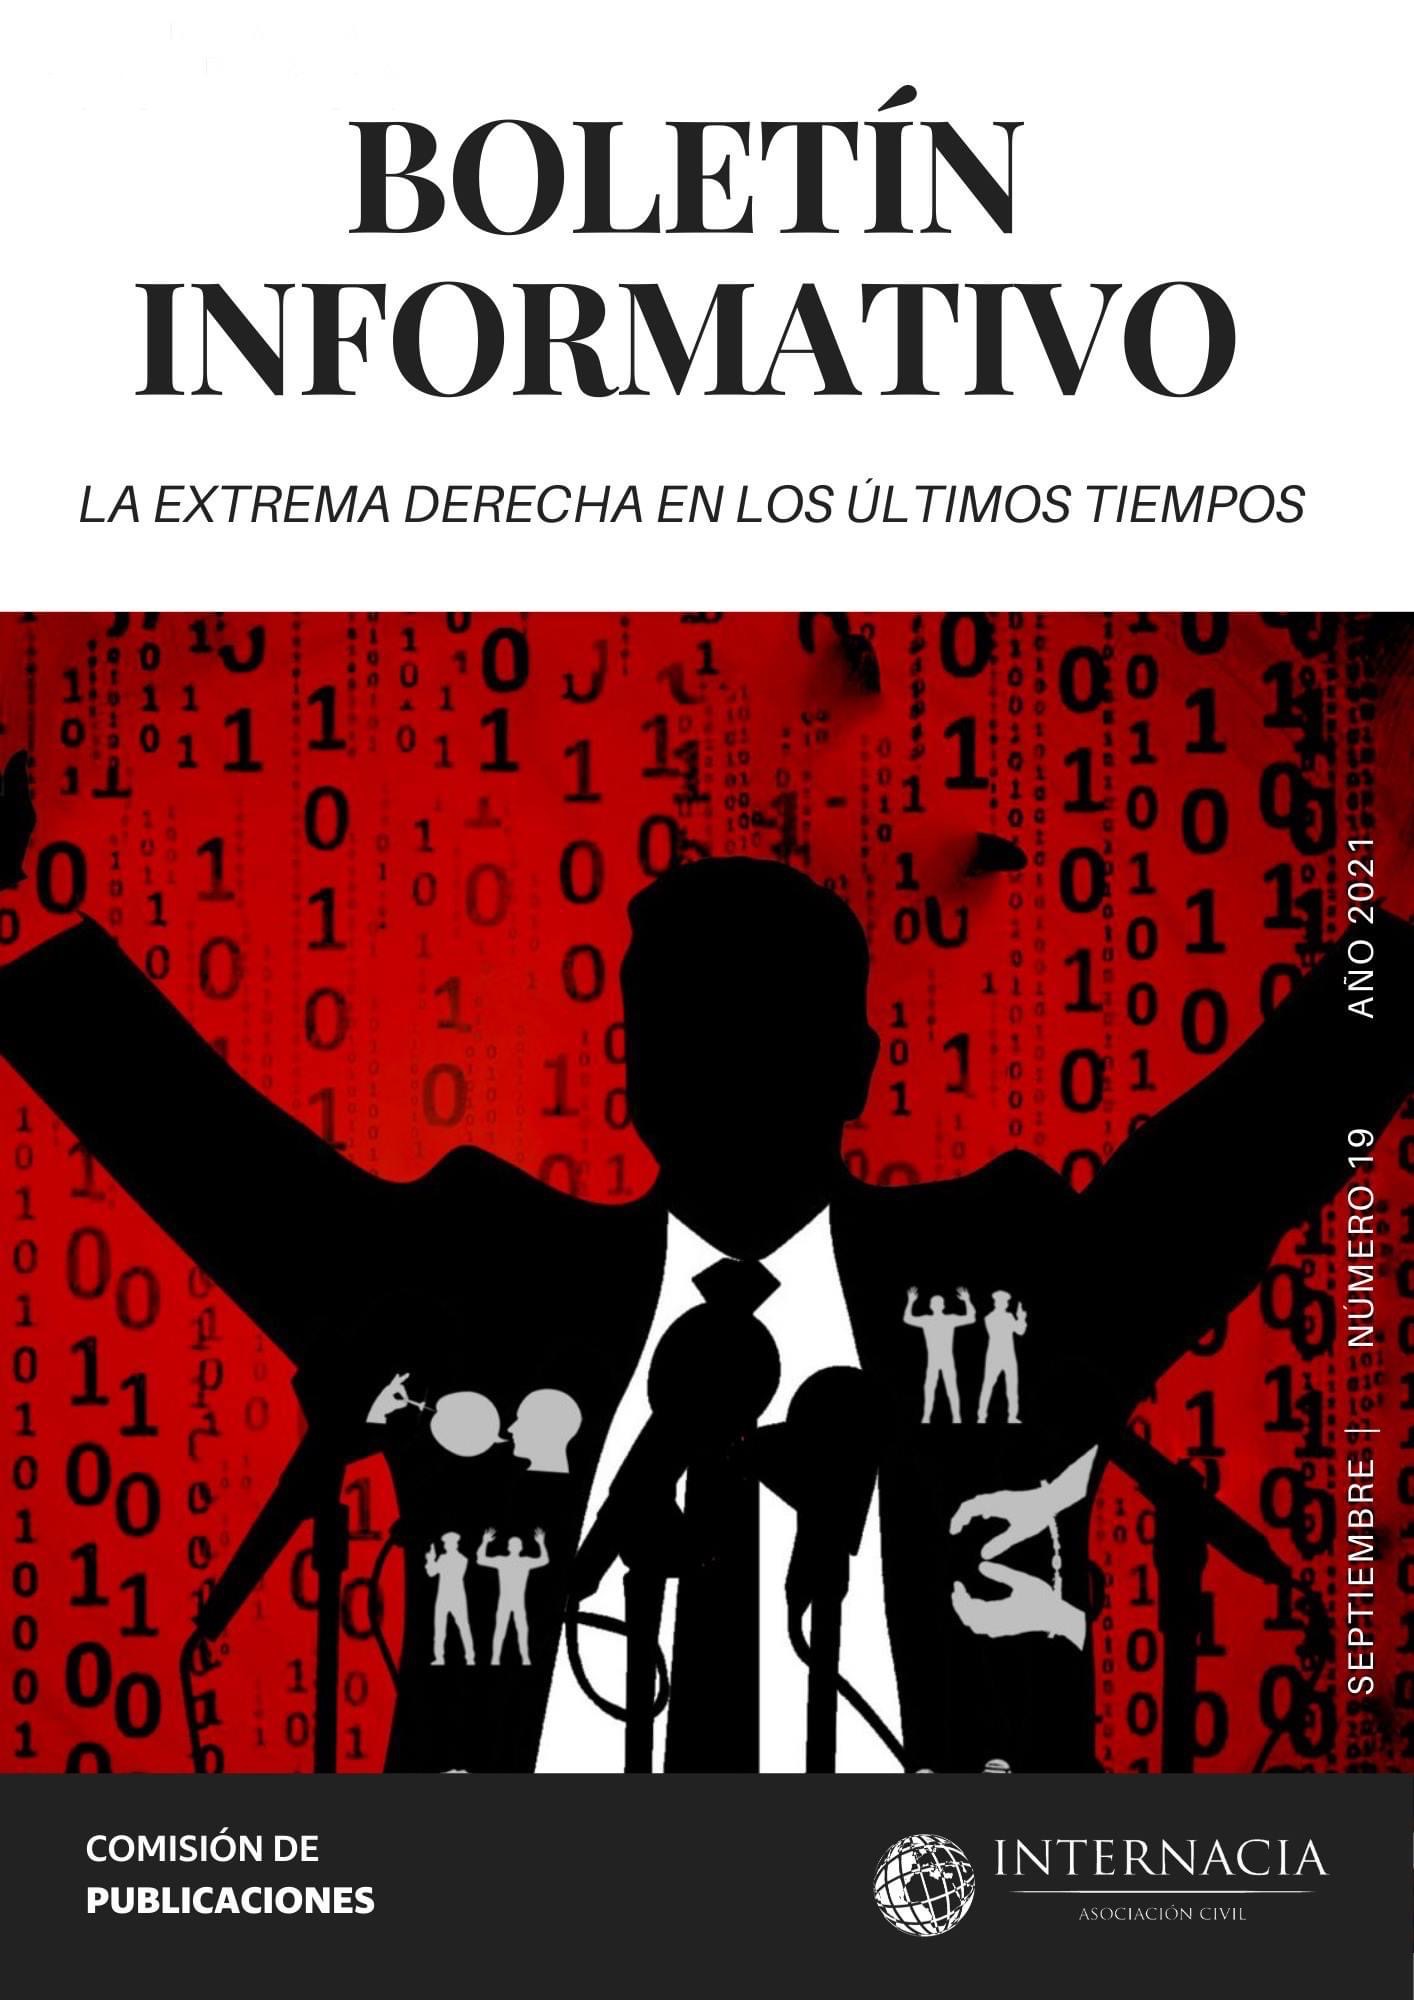 BOLETÍN
INFORMATIVO
LA EXTREMA DERECHA EN LOS ÚLTIMOS TIEMPOS
SEPTIEMBRE | NÚMERO 19 AÑO 2021
COMISIÓN DE
PUBLICACIONES
INTERNACIA
ASOCIACIÓN CIVIL